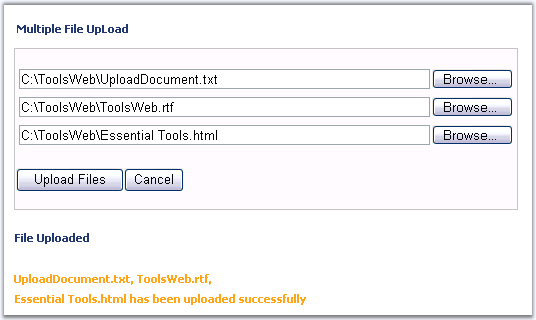 Multiple File UpLoad
C:\ToolsWeb\UploadDocument.txt Browse...
C:\ToolsWeb\ToolsWeb.rtf Browse...
C:\ToolsWeb\Essential Tools.html Browse...
Upload Files Cancel
File Uploaded
UploadDocument.txt, ToolsWeb.rtf,
Essential Tools.html has been uploaded successfully